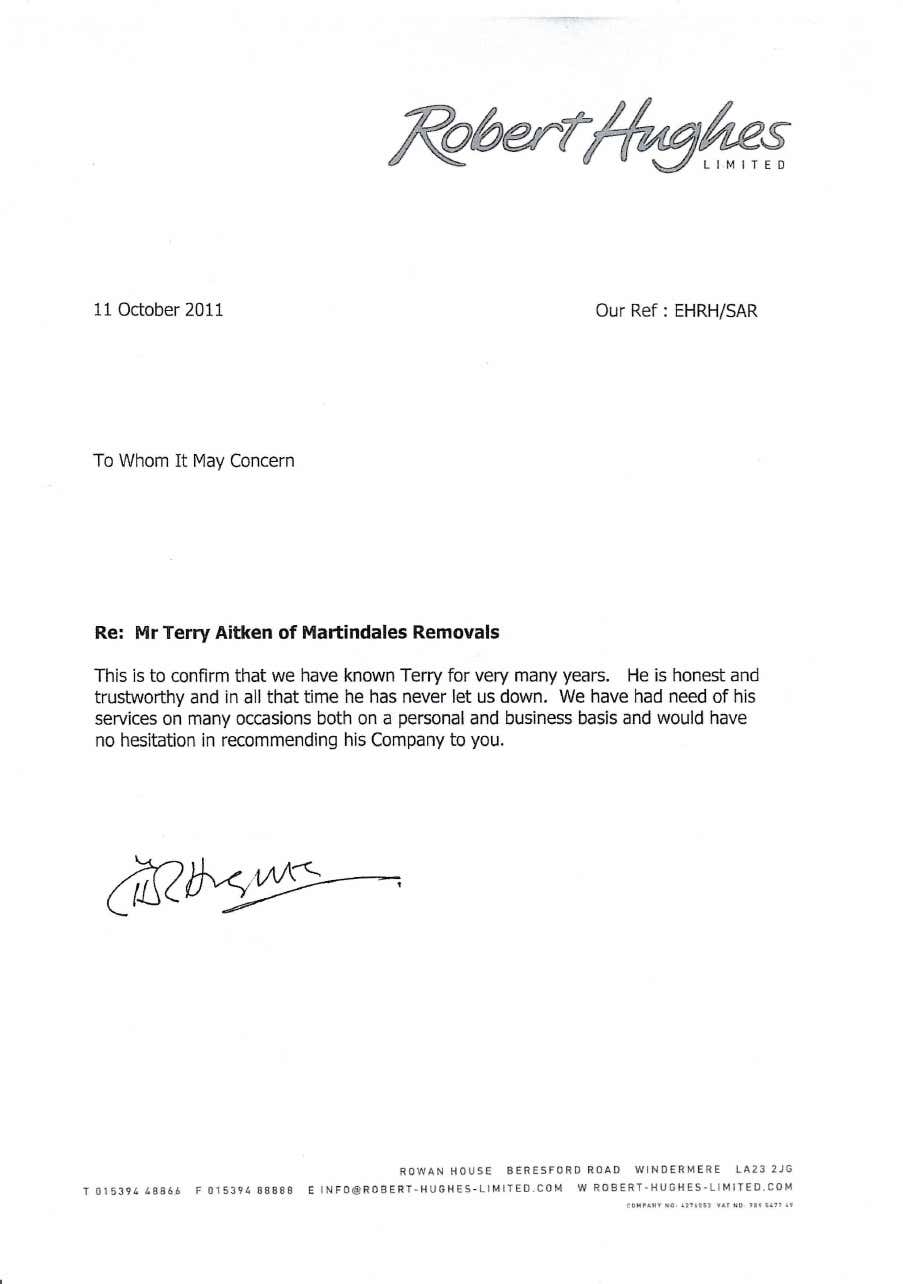 Robert Hughes
LIMITED
11 October 2011 Our Ref : EHRH/SAR
To Whom It May Concern
Re: Mr Terry Aitken of Martindales Removals
This is to confirm that we have known Terry for very many years. He is honest and
trustworthy and in all that time he has never let us down. We have had need of his
services on many occasions both on a personal and business basis and would have
no hesitation in recommending his Company to you.
ROWAN HOUSE BERESFORD ROAD WINDERMERE LA23 2JG
T 015394 48866 F 015394 88888 E INFO@ROBERT-HUGHES-LIMITED.COM W ROBERT-HUGHES-LIMITED.COM
COMPANY NO: VAT NO: